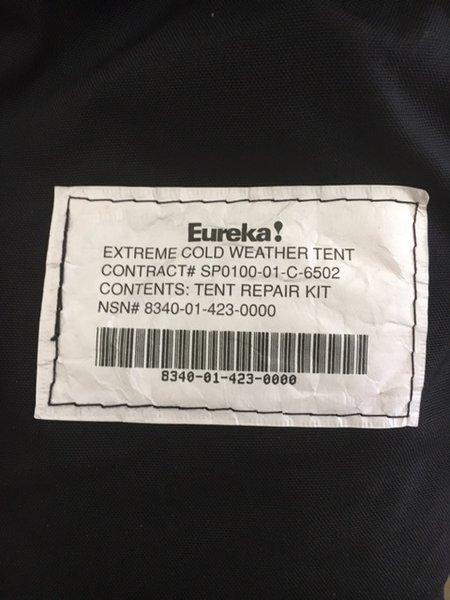 Eureka!
EXTREME COLD WEATHER TENT
CONTRACT# SP0100-01-C-6502
CONTENTS: TENT REPAIR KIT
NSN# 8340-01-423-0000
8340-01-423-0000